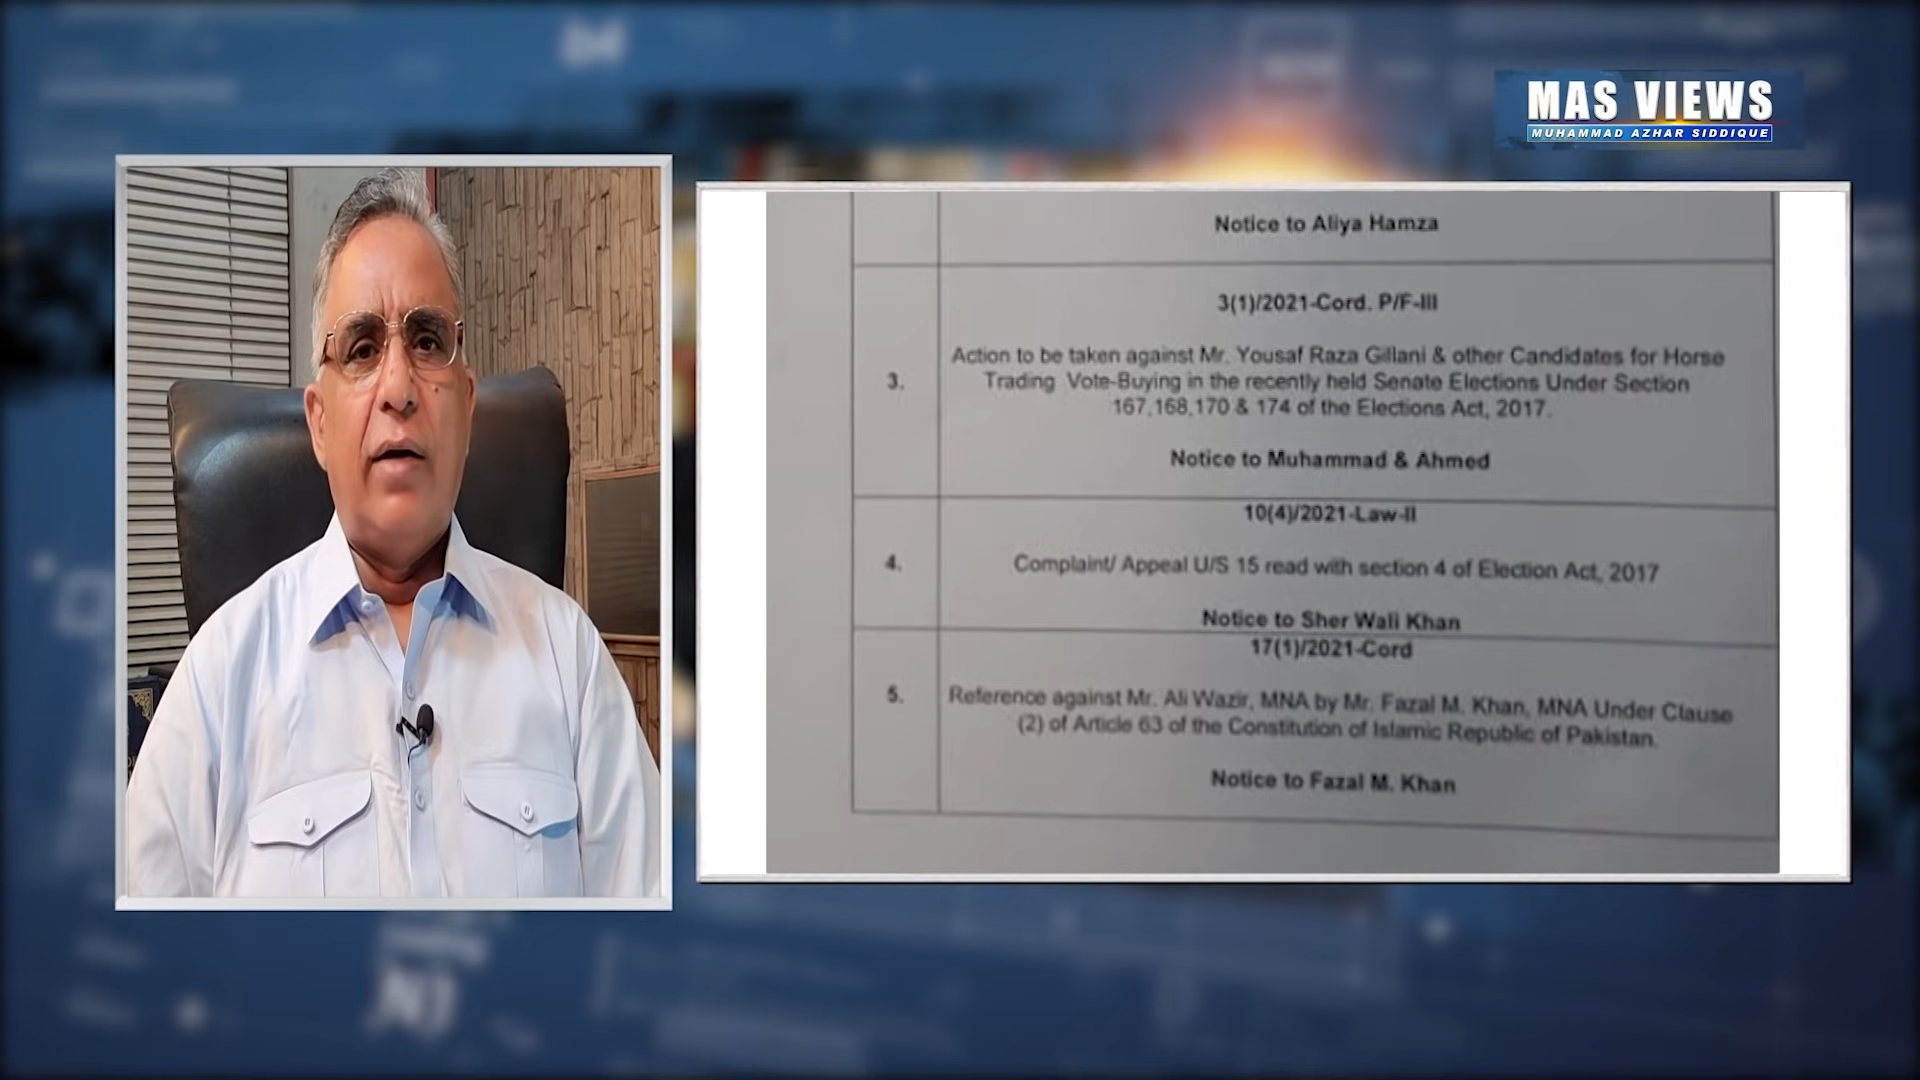 MAS VIEWS
MUHAMMAD AZHAR SIDDIQUE
Notice to Aliya Hamza
3(1)/2021-Cord. P/F-III
3.
Action to be taken against Mr. Yousaf Raza Gillani & other Candidates for Horse
Trading Vote-Buying in the recently held Senate Elections Under Section
167,168,170 & 174 of the Elections Act, 2017.
Notice to Muhammad & Ahmed
10(4)/2021-Law-II
4.
Complaint/ Appeal U/S 15 read with section 4 of Election Act, 2017
Notice to Sher Wali Khan
17(1)/2021-Cord
5.
Reference against Mr. Ali Wazir, MNA by Mr. Fazal M. Khan, MNA Under Clause
(2) of Article 63 of the Constitution of Islamic Republic of Pakistan.
Notice to Fazal M. Khan